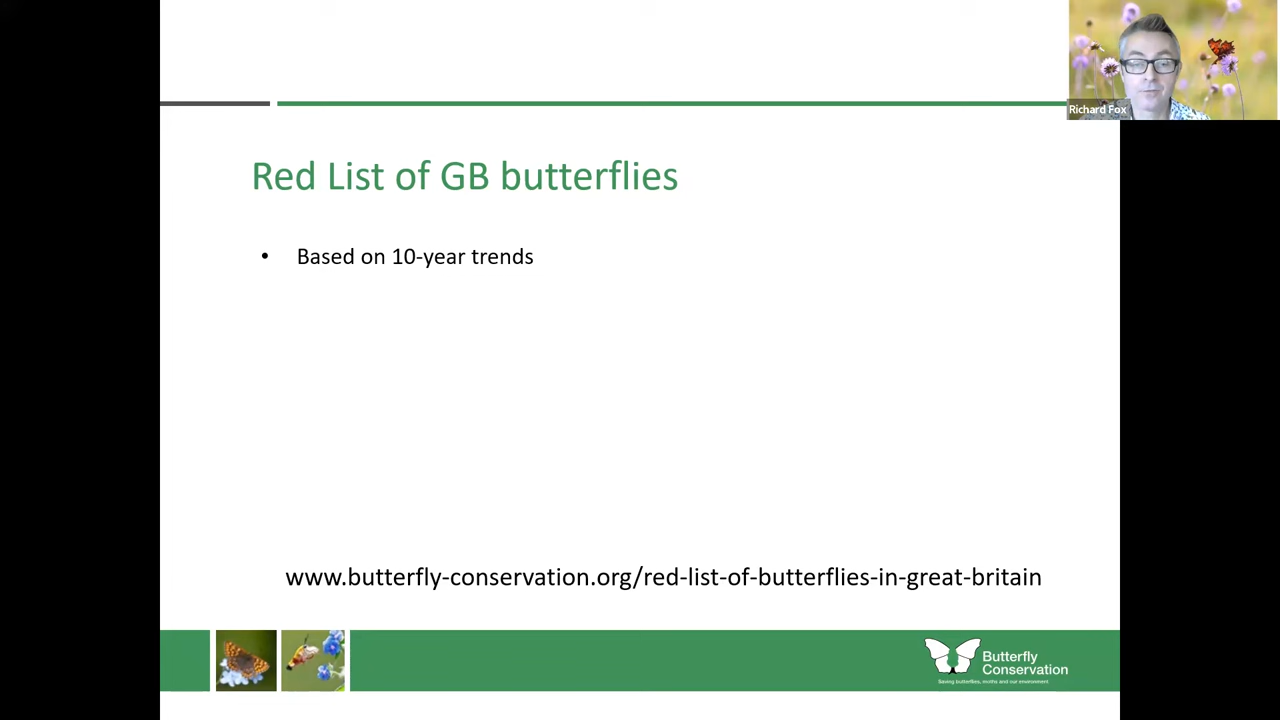 Richard Fox
Red List of GB butterflies
• Based on 10-year trends
www.butterfly-conservation.org/red-list-of-butterflies-in-great-britain
Butterfly
Conservation
Saving butterflies, moths and our environment